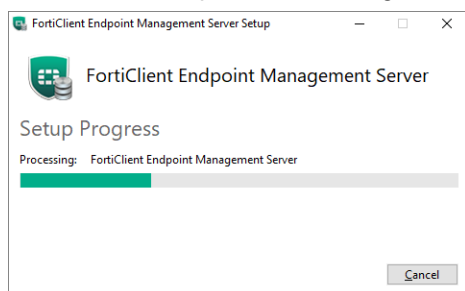 FortiClient Endpoint Management Server Setup
FortiClient Endpoint Management Server
Setup Progress
Processing: FortiClient Endpoint Management Server
Cancel